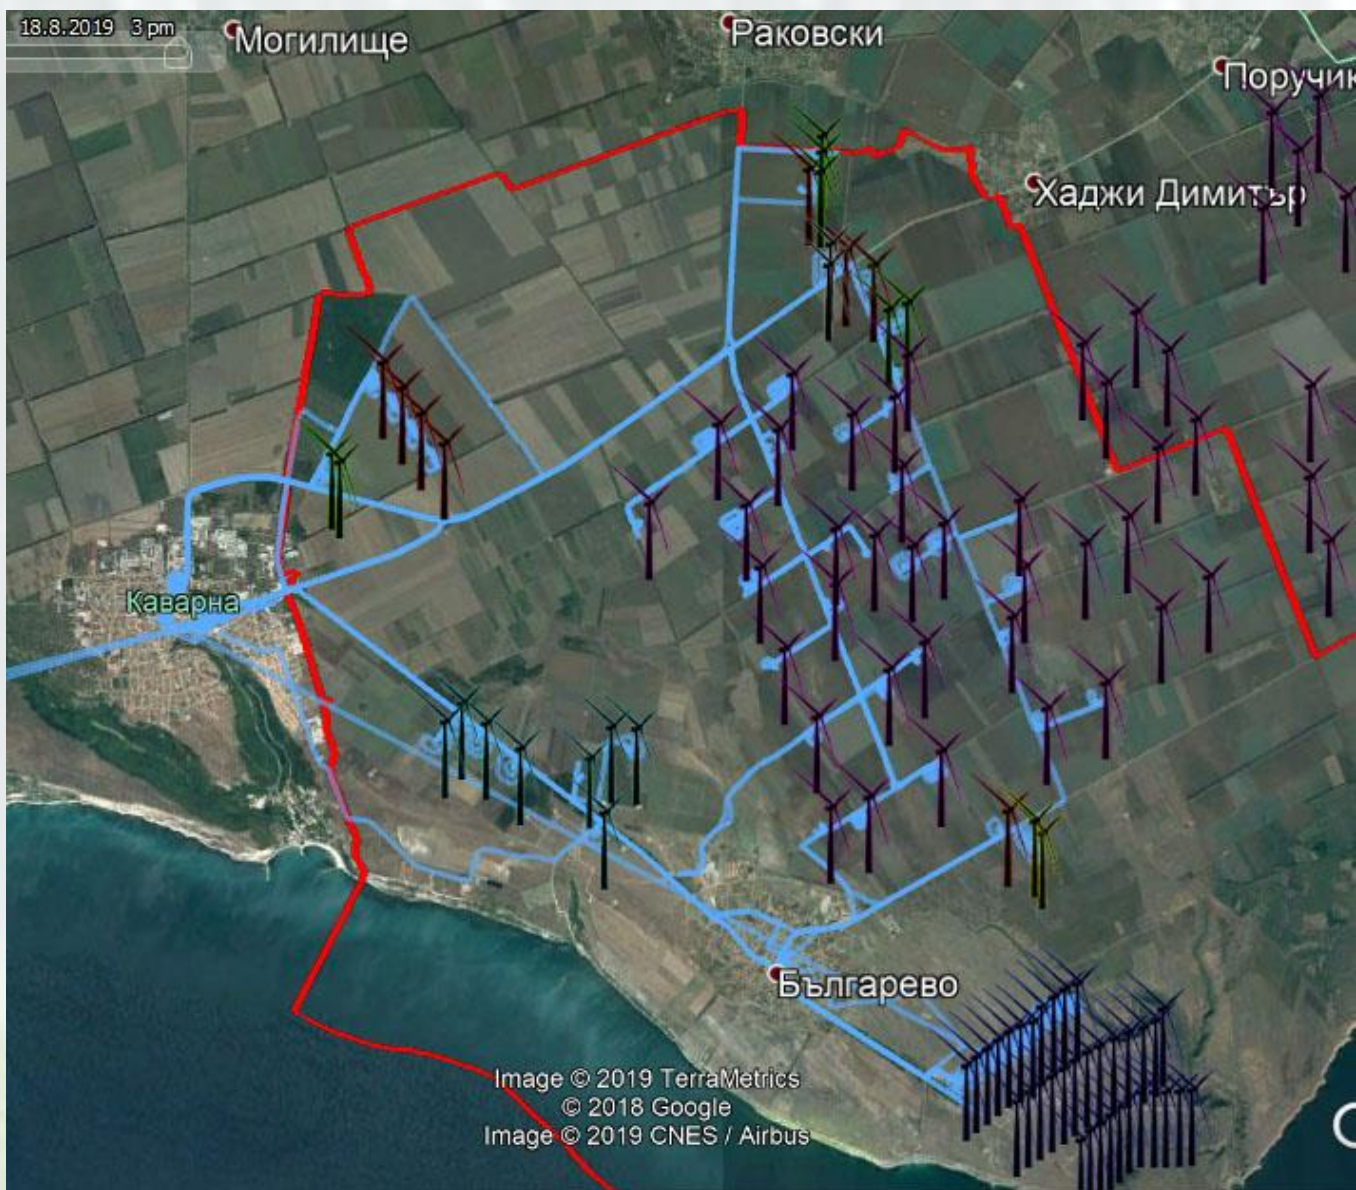 18.8.2019 3 pm
Могилище
Раковски
Поручик
Хаджи Димитър
Каварна
Българево
Image © 2019 TerraMetrics
© 2018 Google
Image © 2019 CNES / Airbus